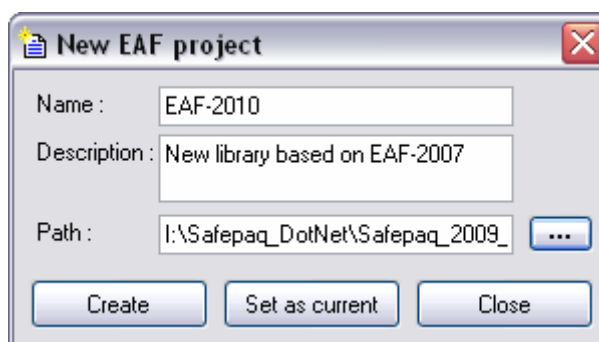 New EAF project
Name : EAF-2010
Description : New library based on EAF-2007
Path : I:\Safepaq_DotNet\Safepaq_2009_ ...
Create Set as current Close